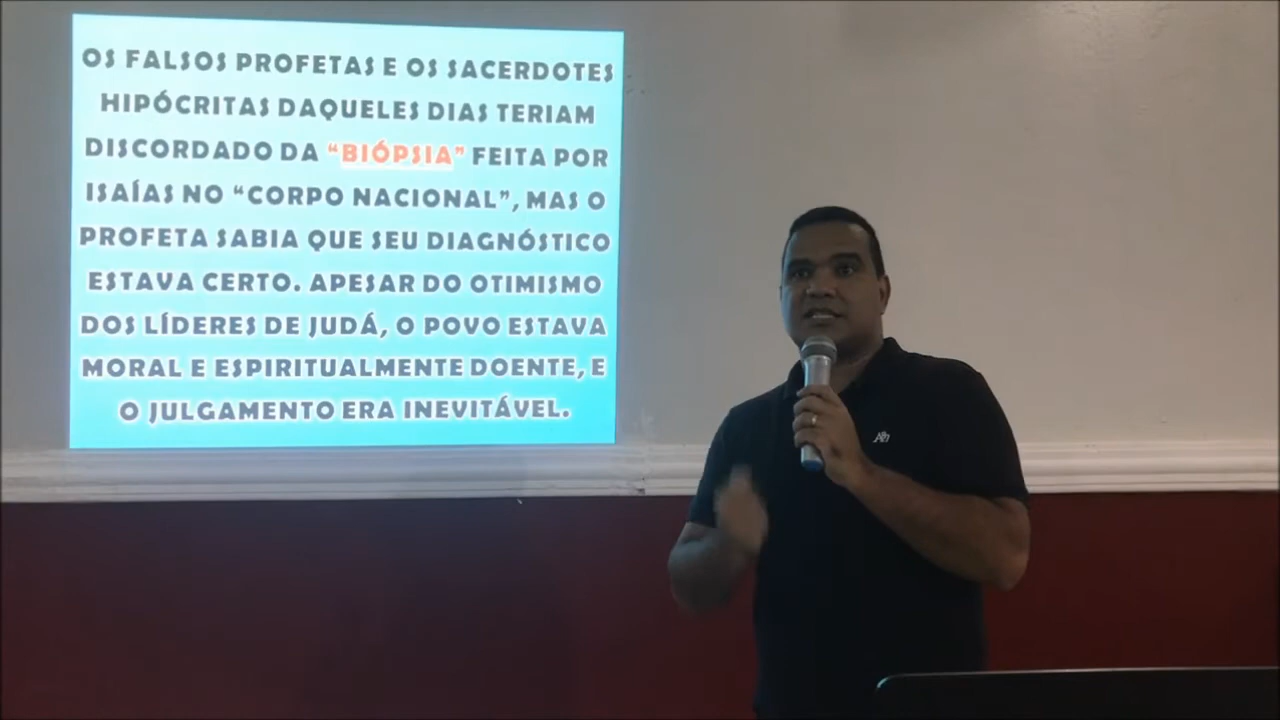 OS FALSOS PROFETAS E OS SACERDOTES
HIPÓCRITAS DAQUELES DIAS TERIAM
DISCORDADO DA “BIÓPSIA” FEITA POR
ISAÍAS NO “CORPO NACIONAL”, MAS O
PROFETA SABIA QUE SEU DIAGNÓSTICO
ESTAVA CERTO. APESAR DO OTIMISMO
DOS LÍDERES DE JUDÁ, O POVO ESTAVA
MORAL E ESPIRITUALMENTE DOENTE, E
O JULGAMENTO ERA INEVITÁVEL.